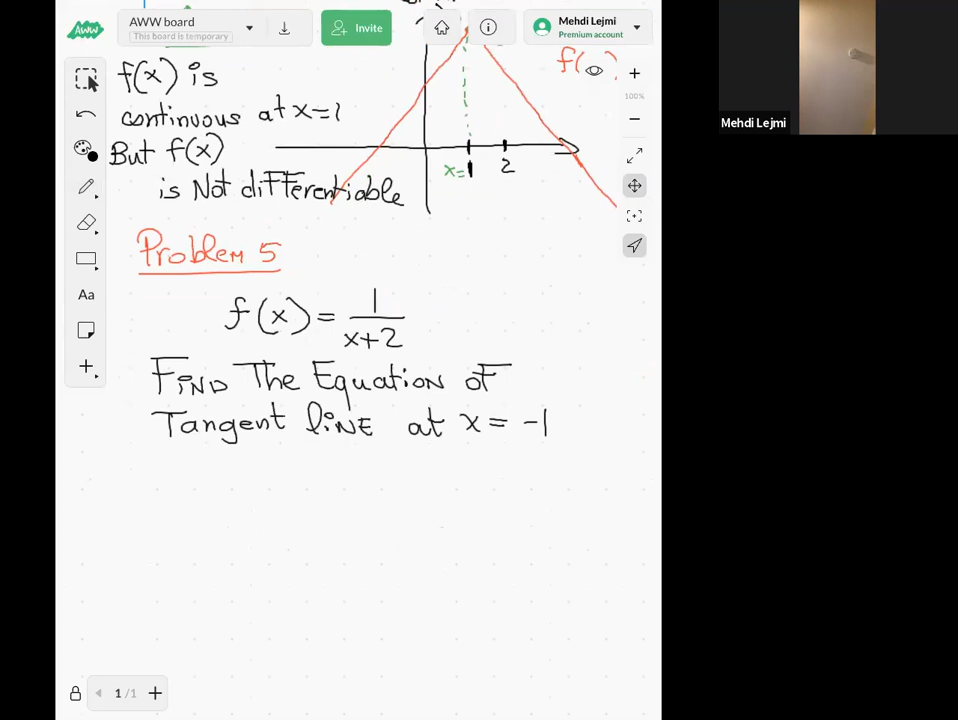 AWW
AWW board
This board is temporary
Invite
Mehdi Lejmi
Premium account
f(x) is
continuous at x=1
But f(x)
is Not differentiable
f(
x=1
2
100%
Mehdi Lejmi
Problem 5
f(x) = 1/(x+2)
Find The Equation of
Tangent line at x = -1
Aa
1/1